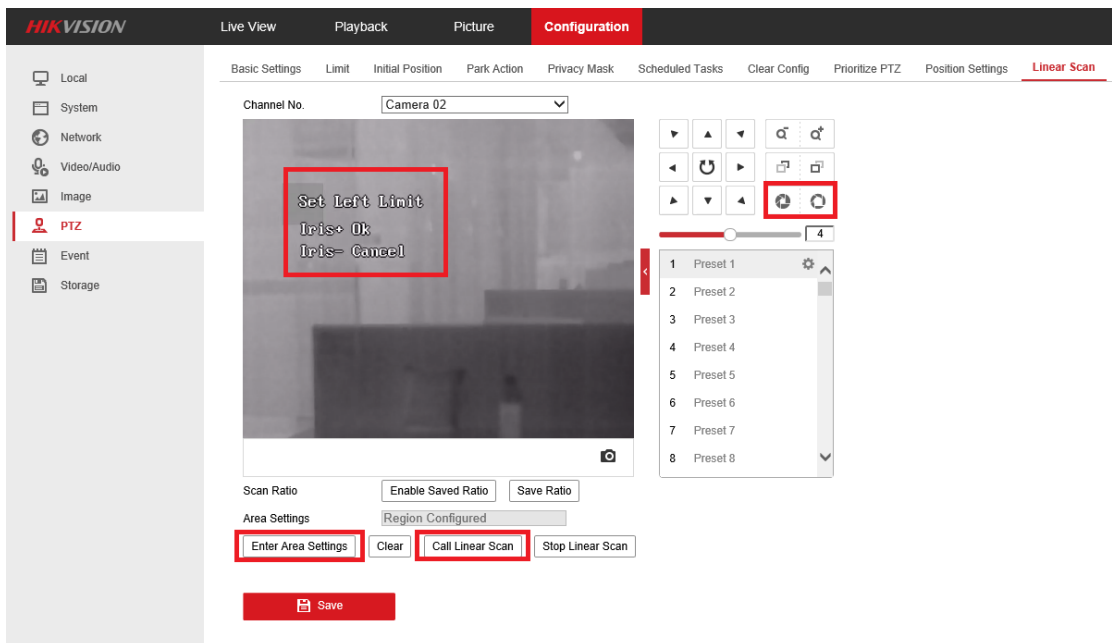 HIKVISION
Live View Playback Picture Configuration
Local
System
Network
Video/Audio
Image
PTZ
Event
Storage
Basic Settings Limit Initial Position Park Action Privacy Mask Scheduled Tasks Clear Config Prioritize PTZ Position Settings Linear Scan
Channel No. Camera 02
Set Left Limit
Iris+ Ok
Iris- Cancel
4
1 Preset 1
2 Preset 2
3 Preset 3
4 Preset 4
5 Preset 5
6 Preset 6
7 Preset 7
8 Preset 8
Scan Ratio Enable Saved Ratio Save Ratio
Area Settings Region Configured
Enter Area Settings Clear Call Linear Scan Stop Linear Scan
Save